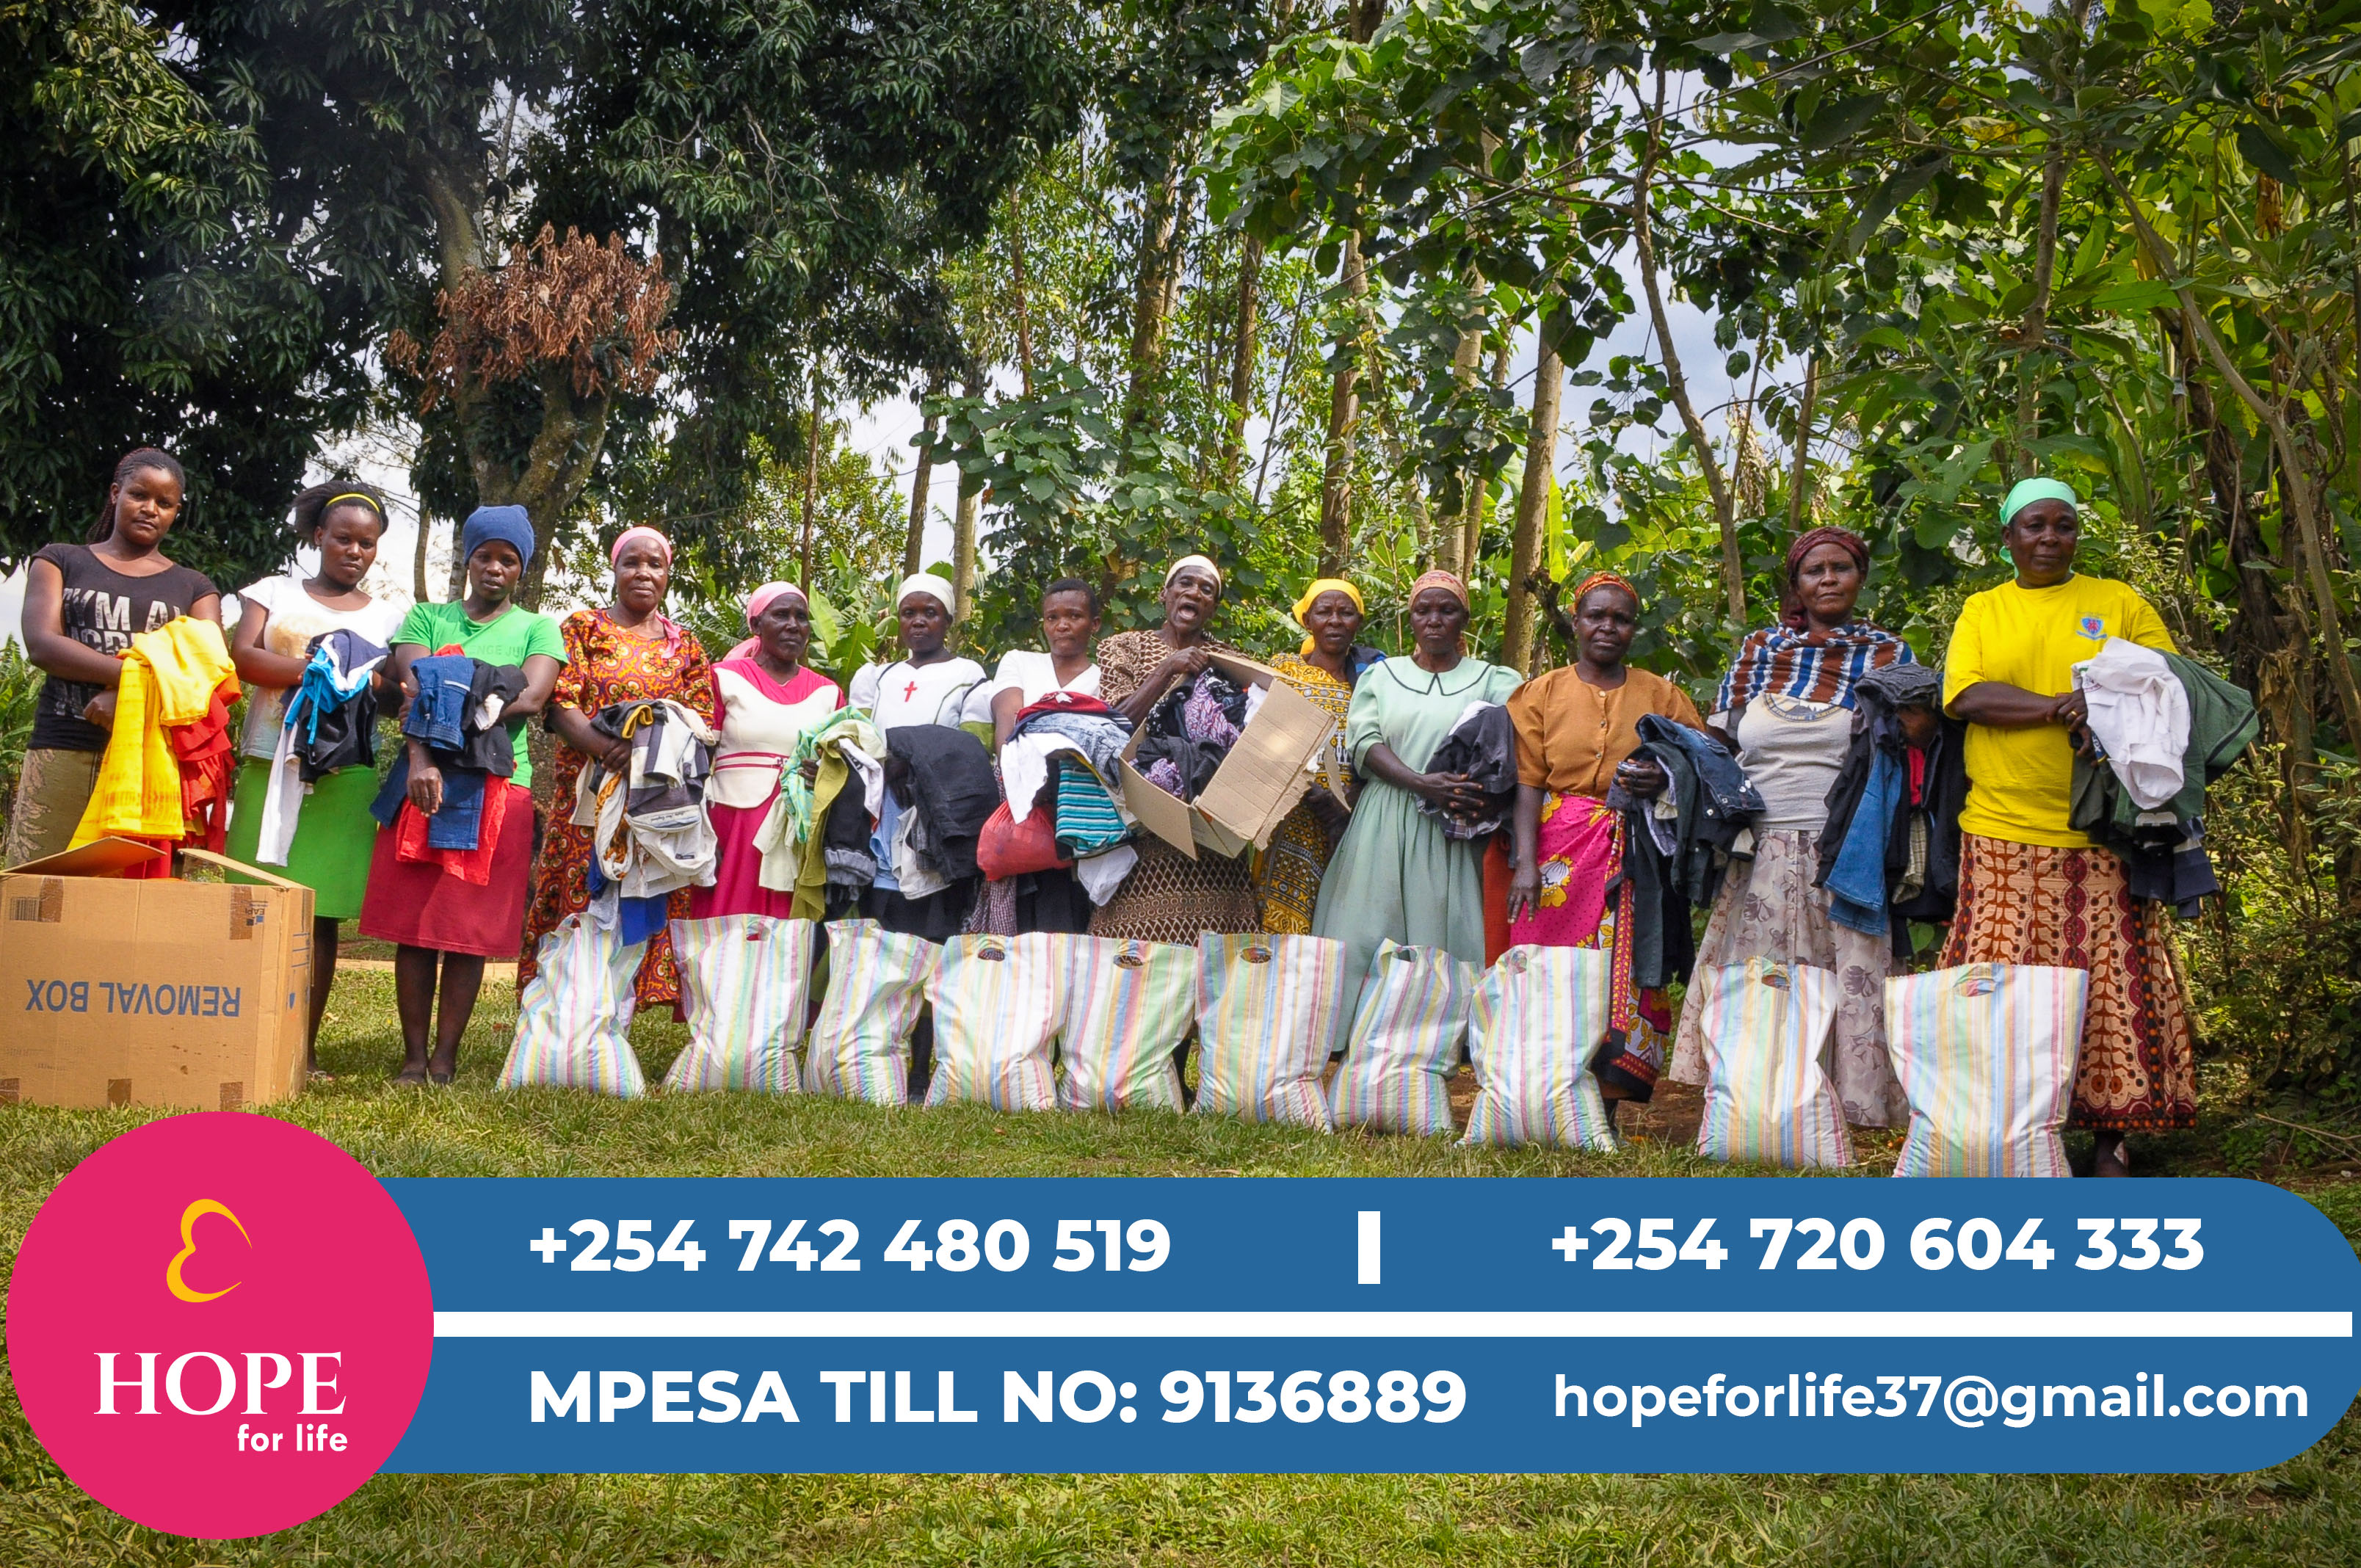 REMOVAL BOX
+254 742 480 519
+254 720 604 333
HOPE
for life
MPESA TILL NO: 9136889
hopeforlife37@gmail.com